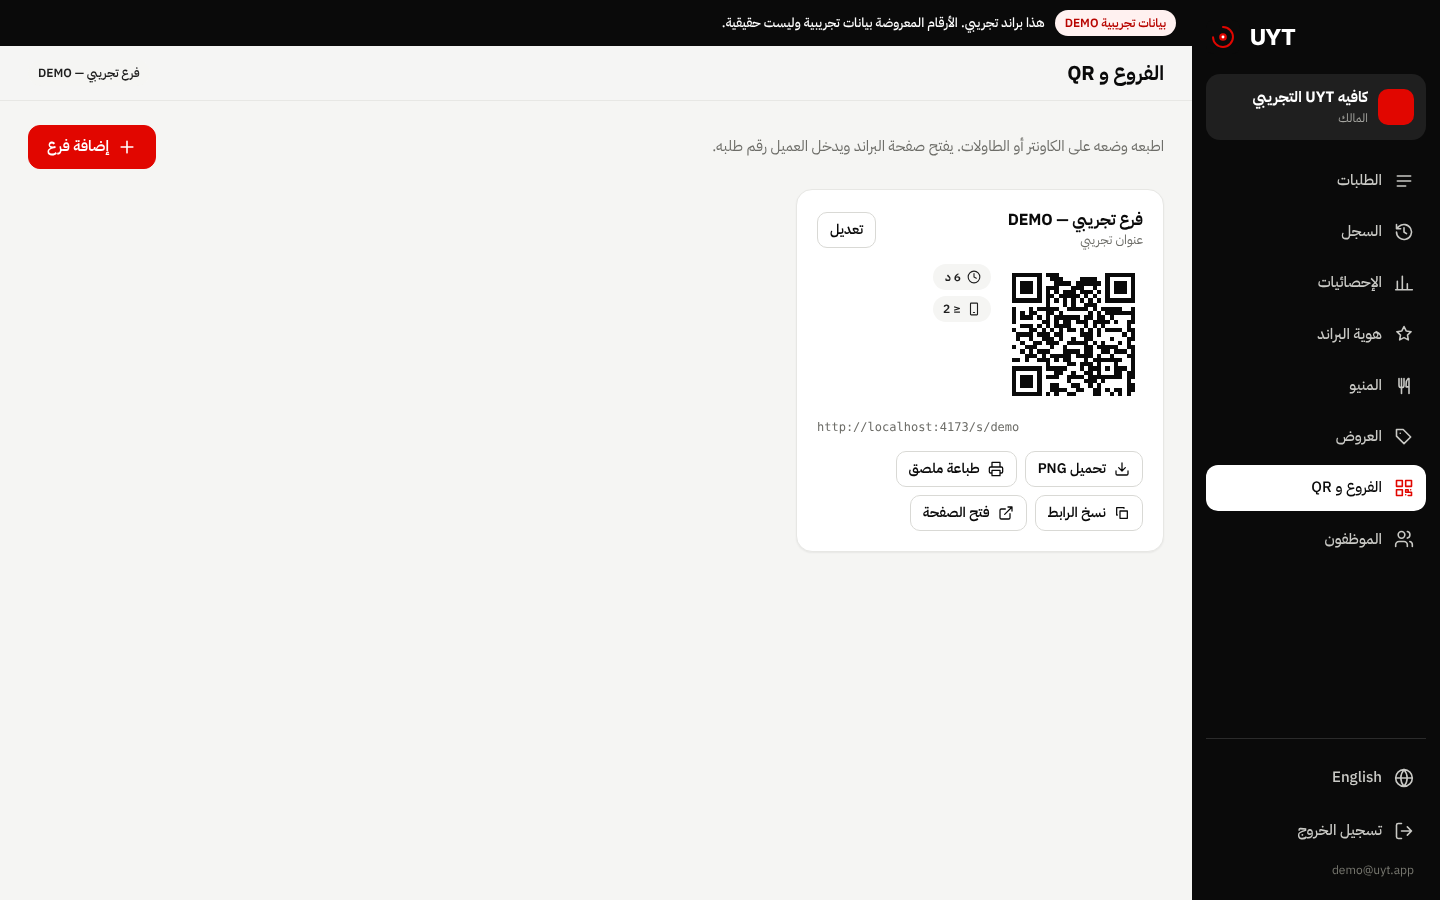 بيانات تجريبية DEMO
هذا براند تجريبي. الأرقام المعروضة بيانات تجريبية وليست حقيقية.
UYT
كافيه UYT التجريبي
المالك
الطلبات
السجل
الإحصائيات
هوية البراند
المنيو
العروض
الفروع و QR
الموظفون
English
تسجيل الخروج
demo@uyt.app
الفروع و QR
فرع تجريبي — DEMO
اطبعه وضعه على الكاونتر أو الطاولات. يفتح صفحة البراند ويدخل العميل رقم طلبه.
إضافة فرع
فرع تجريبي — DEMO
عنوان تجريبي
تعديل
6 د
≤ 2
http://localhost:4173/s/demo
تحميل PNG
طباعة ملصق
نسخ الرابط
فتح الصفحة